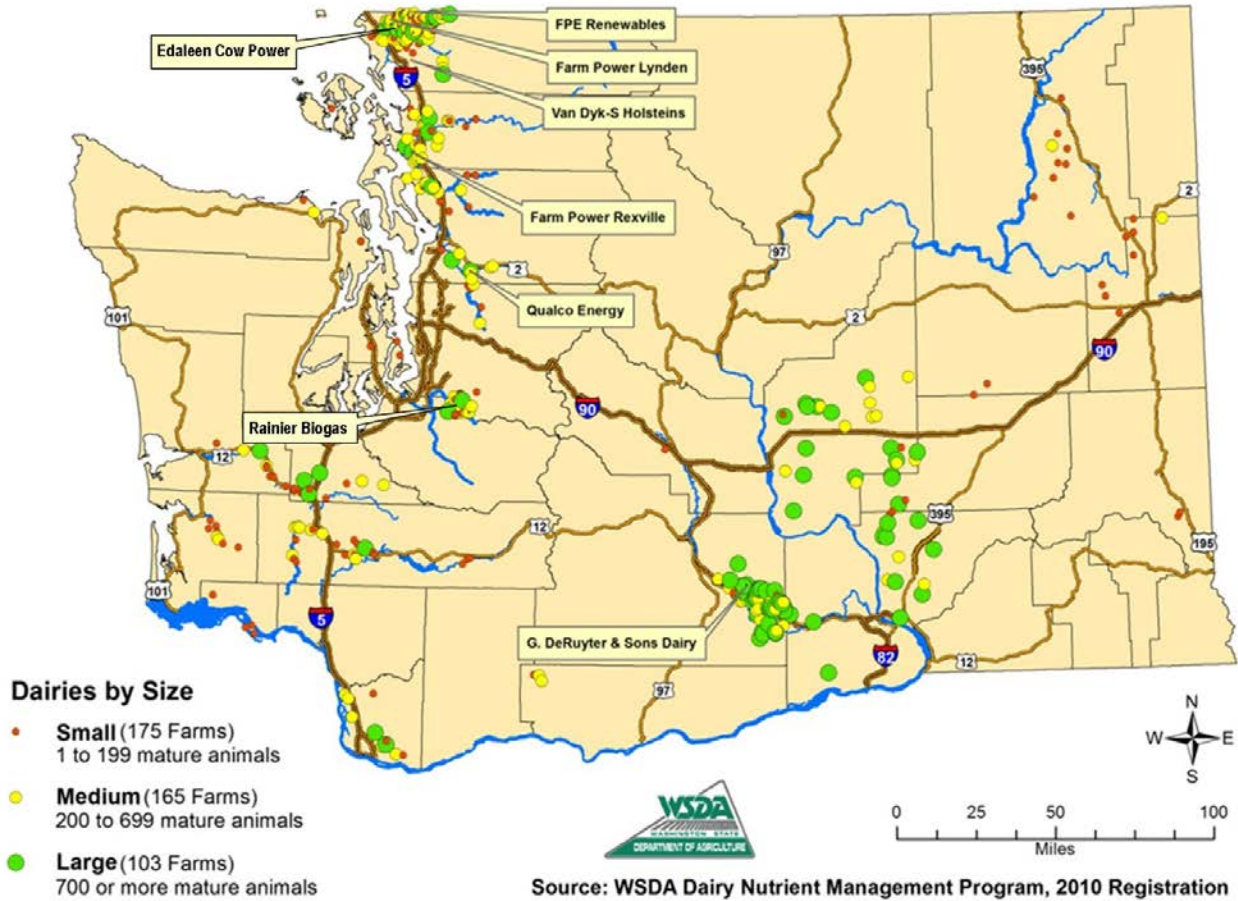 FPE Renewables
Edaleen Cow Power
Farm Power Lynden
395
5
Van Dyk-S Holsteins
2
Farm Power Rexville
97
2
Qualco Energy
101
2
90
90
Rainier Biogas
12
395
12
195
101
5
G. DeRuyter & Sons Dairy
82
12
97
Dairies by Size
Small (175 Farms)
1 to 199 mature animals
Medium (165 Farms)
200 to 699 mature animals
Large (103 Farms)
700 or more mature animals
N
W E
S
WSDA
WASHINGTON STATE
DEPARTMENT OF AGRICULTURE
0 25 50 100
Miles
Source: WSDA Dairy Nutrient Management Program, 2010 Registration